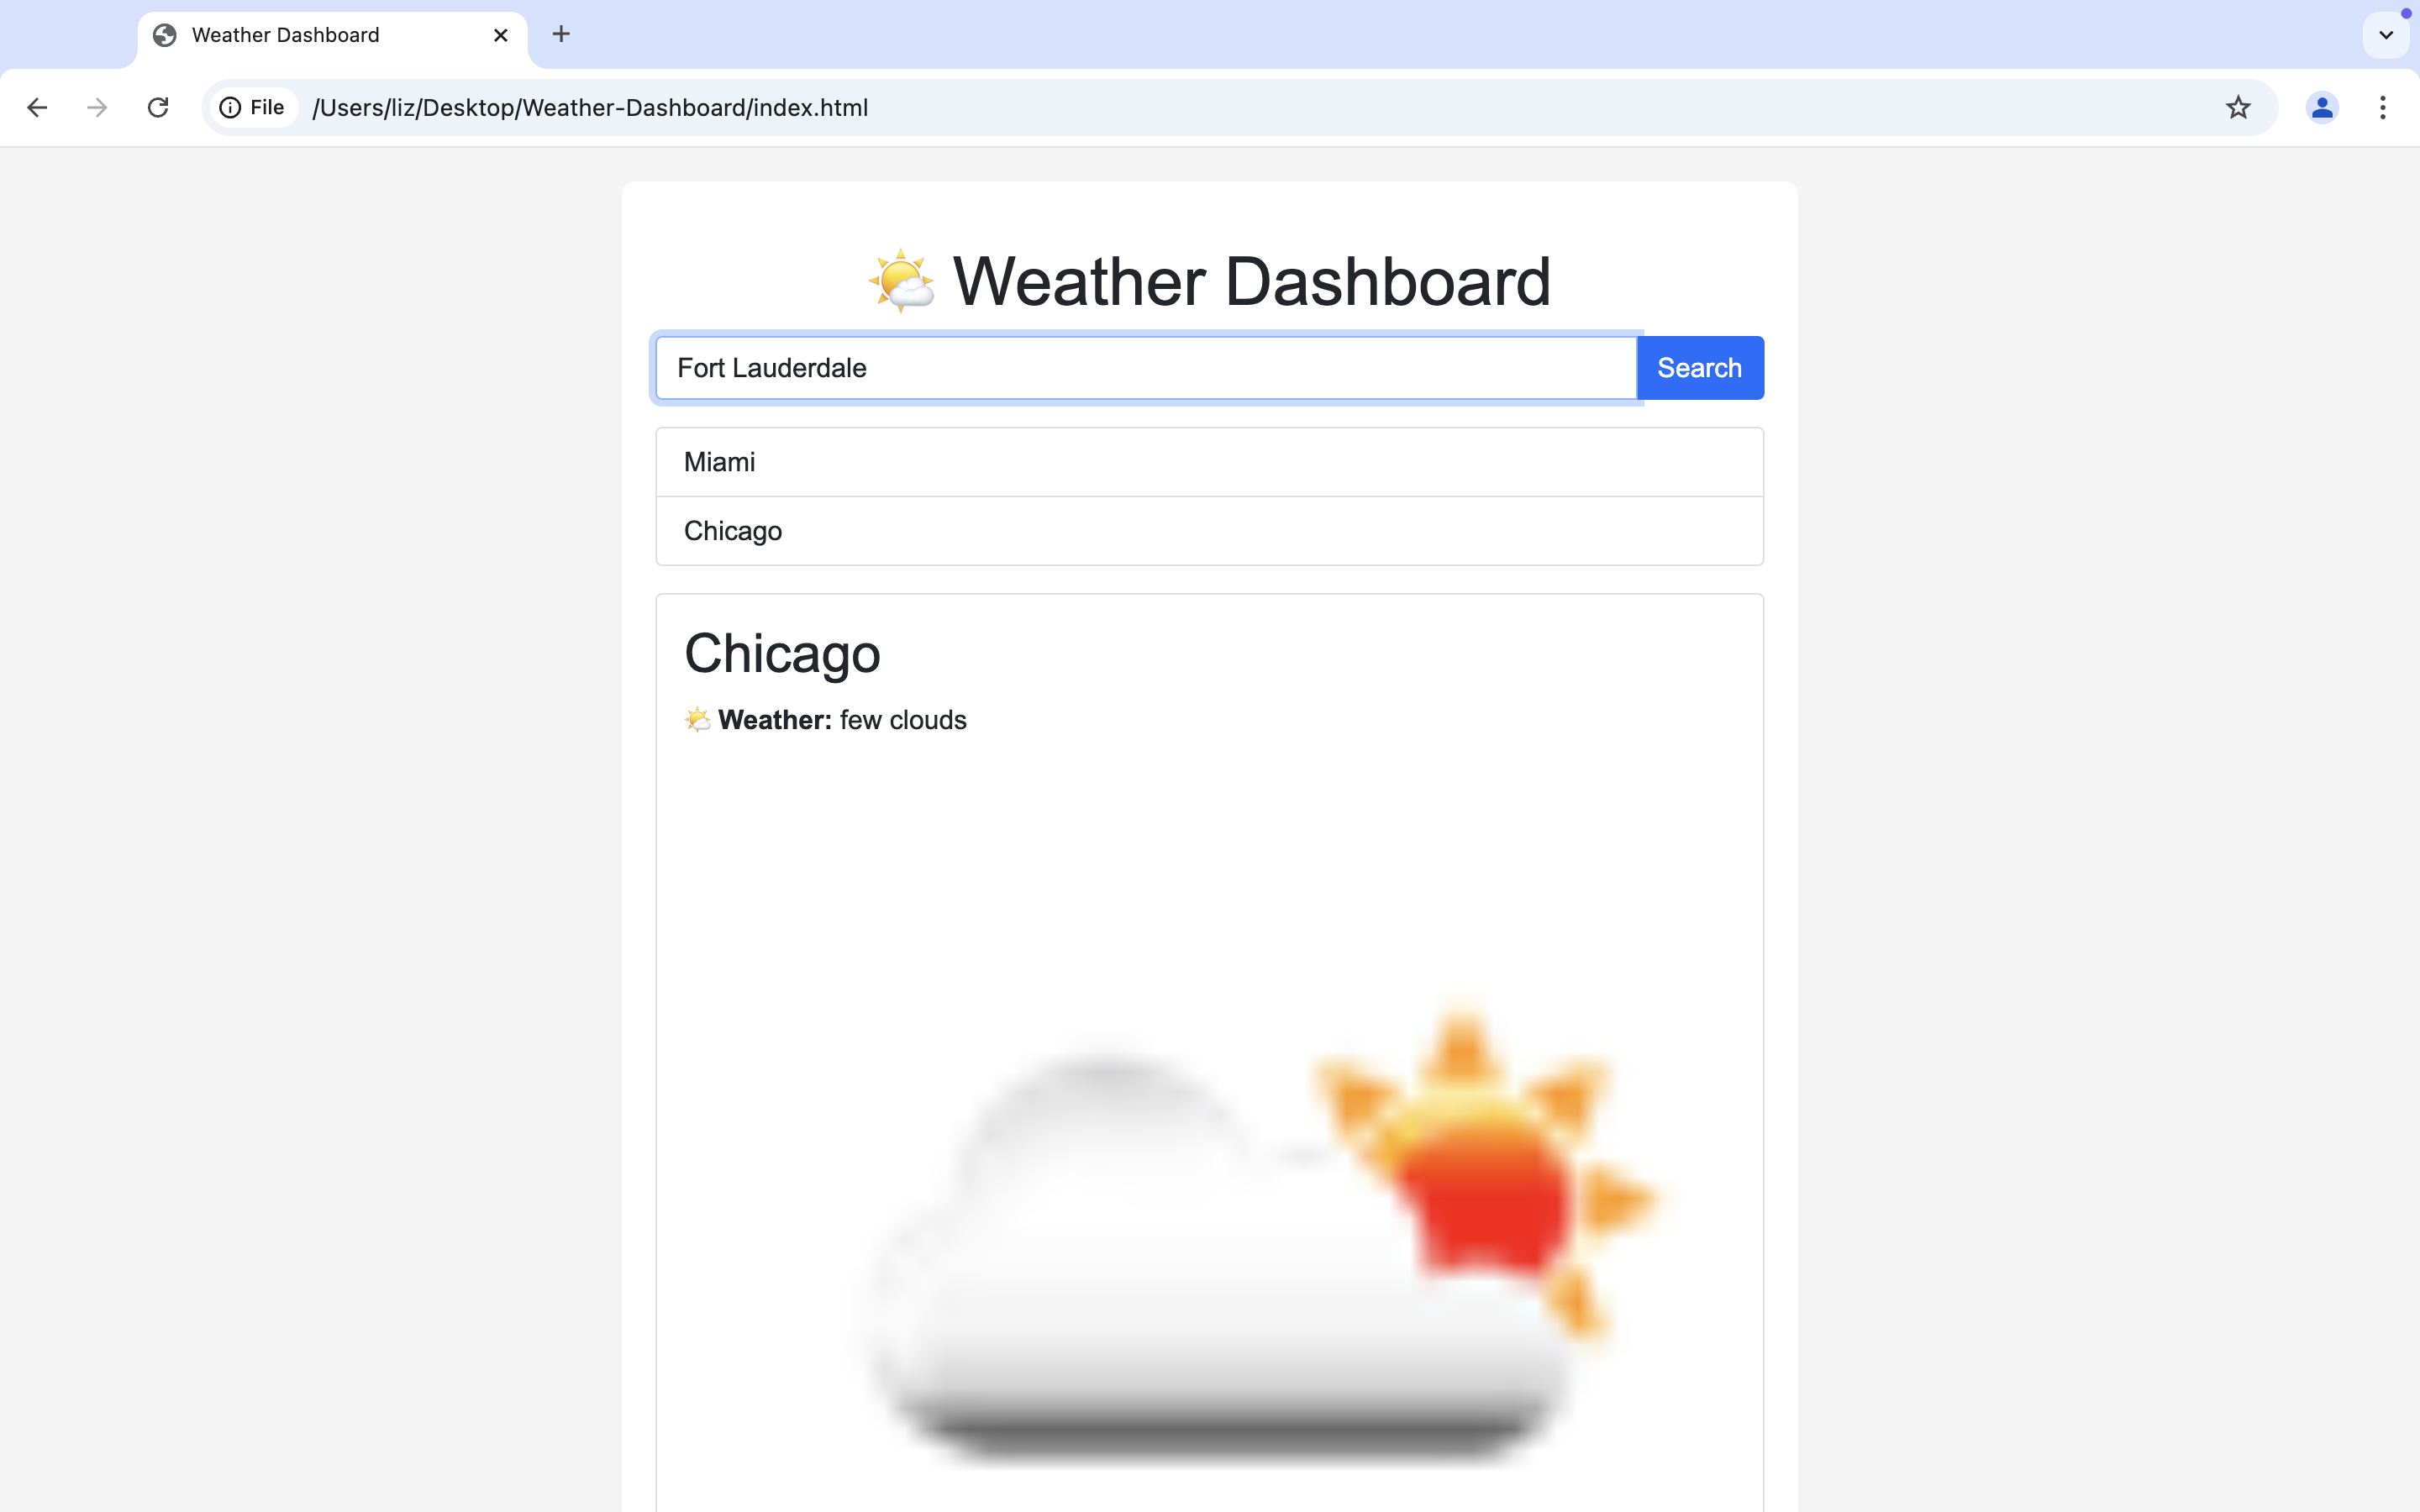 Weather Dashboard
File /Users/liz/Desktop/Weather-Dashboard/index.html
Weather Dashboard
Fort Lauderdale Search
Miami
Chicago
Chicago
Weather: few clouds